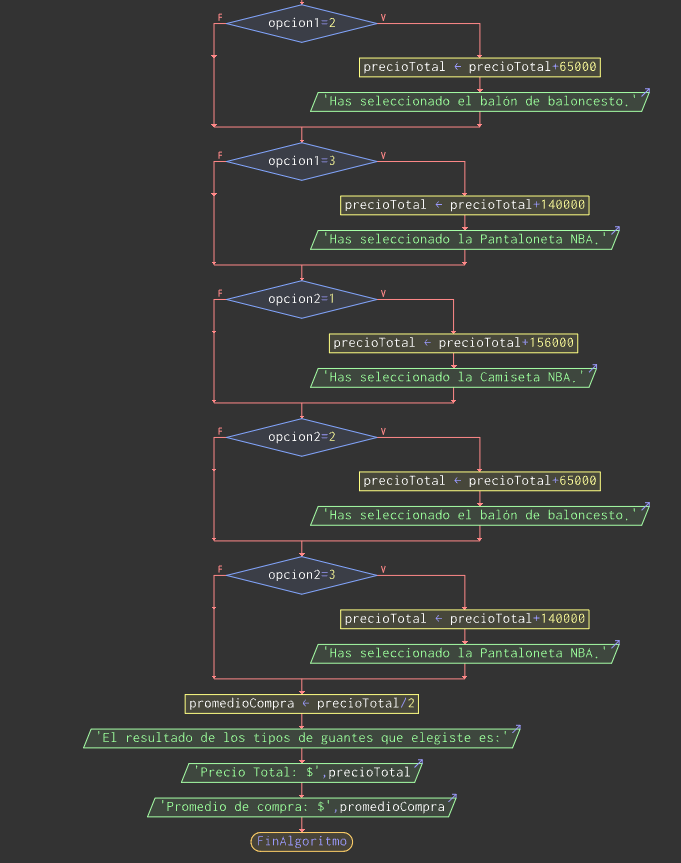 opcion1=2
F
V
precioTotal ← precioTotal+65000
'Has seleccionado el balón de baloncesto.'
opcion1=3
F
V
precioTotal ← precioTotal+140000
'Has seleccionado la Pantaloneta NBA.'
opcion2=1
F
V
precioTotal ← precioTotal+156000
'Has seleccionado la Camiseta NBA.'
opcion2=2
F
V
precioTotal ← precioTotal+65000
'Has seleccionado el balón de baloncesto.'
opcion2=3
F
V
precioTotal ← precioTotal+140000
'Has seleccionado la Pantaloneta NBA.'
promedioCompra ← precioTotal/2
'El resultado de los tipos de guantes que elegiste es:'
'Precio Total: $',precioTotal
'Promedio de compra: $',promedioCompra
FinAlgoritmo